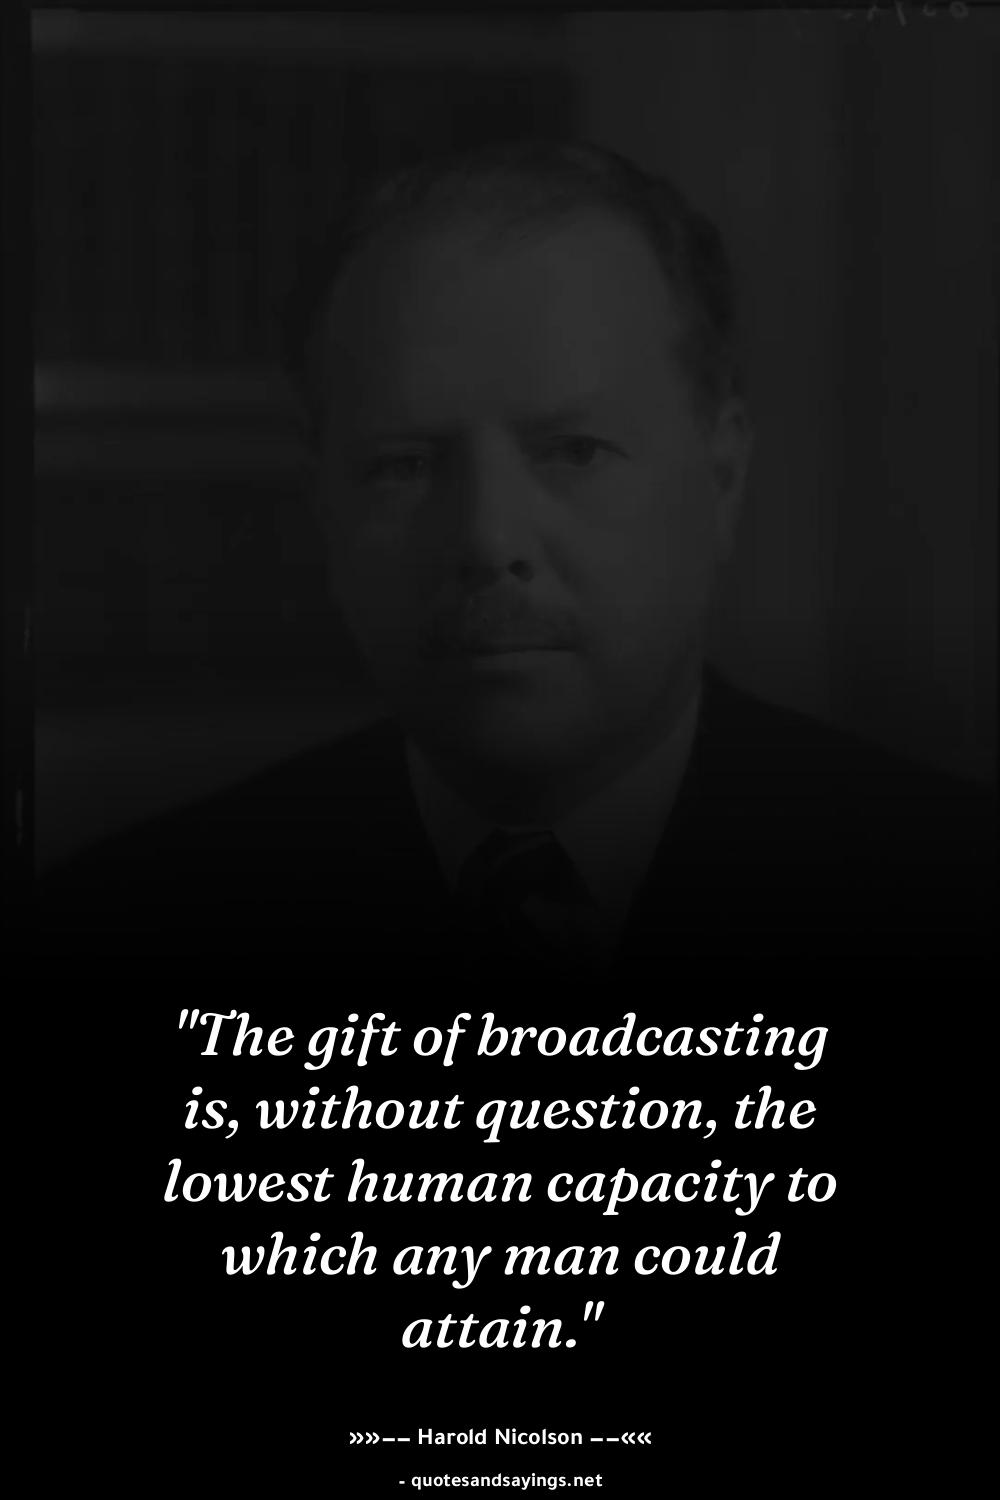 "The gift of broadcasting
is, without question, the
lowest human capacity to
which any man could
attain."
»»–– Harold Nicolson ––««
- quotesandsayings.net